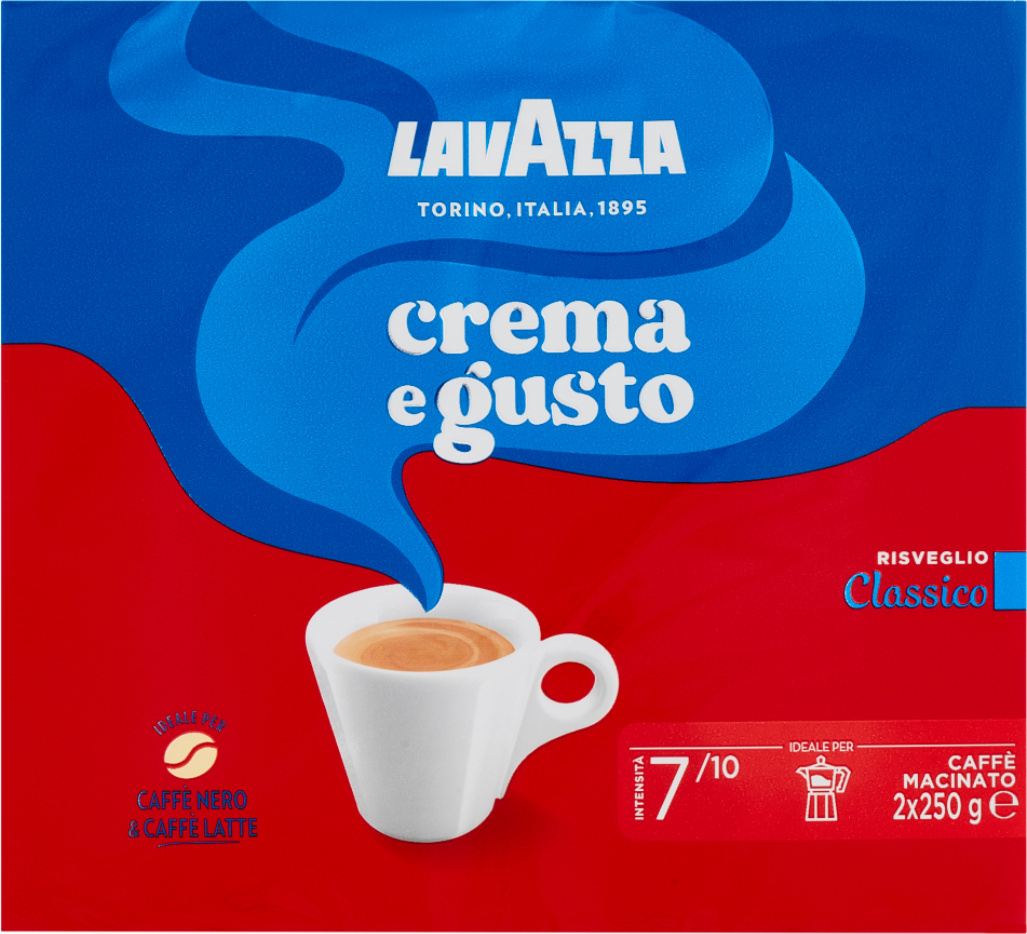 LAVAZZA
TORINO, ITALIA, 1895
crema
e gusto
RISVEGLIO
Classico
IDEALE PER
CAFFÈ NERO
& CAFFÈ LATTE
INTENSITÀ
7/10
IDEALE PER
CAFFÈ
MACINATO
2x250 g ℮